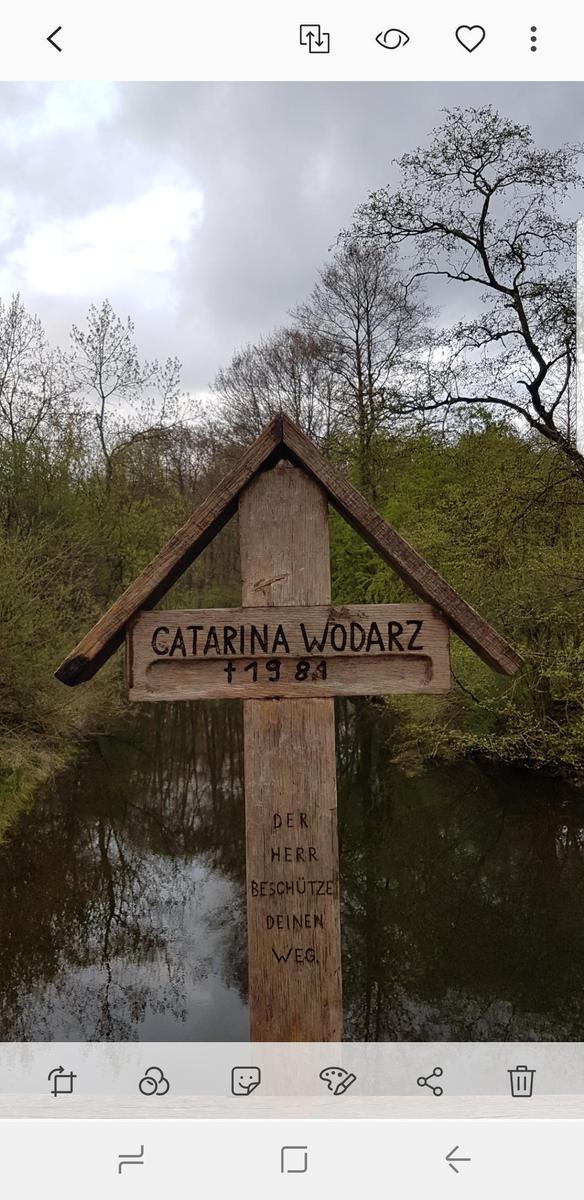 CATARINA WODARZ
†1981
DER
HERR
BESCHÜTZE
DEINEN
WEG.